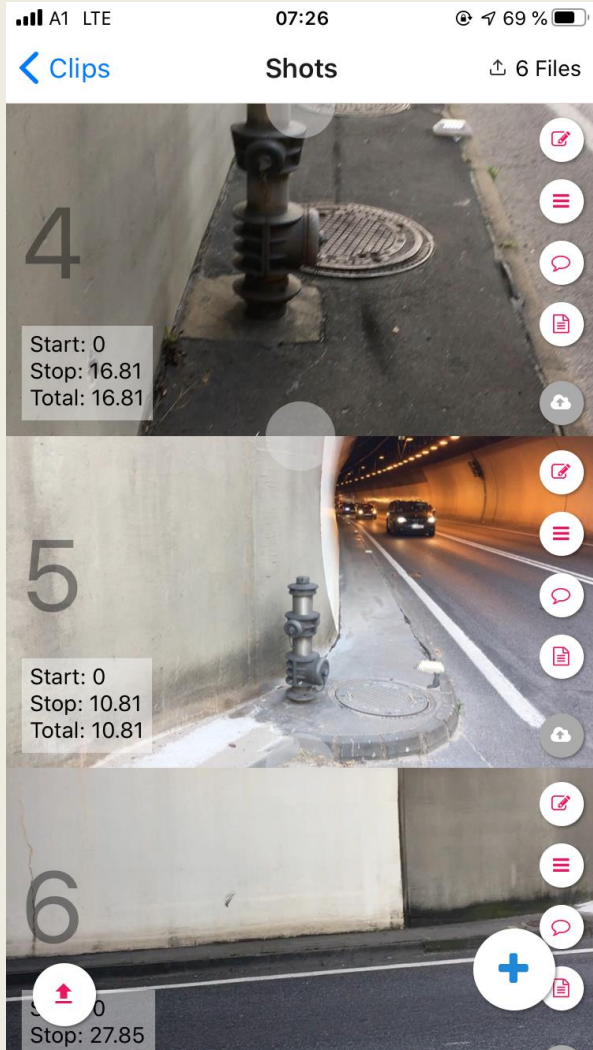 A1 LTE 07:26 69 %
Clips Shots 6 Files
4
Start: 0
Stop: 16.81
Total: 16.81
5
Start: 0
Stop: 10.81
Total: 10.81
6
0
Stop: 27.85